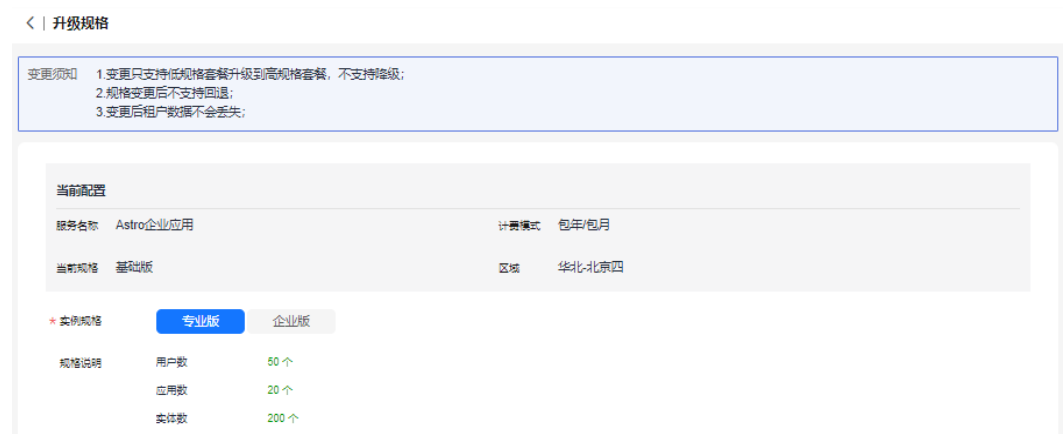 升级规格
变更须知 1.变更只支持低规格套餐升级到高规格套餐，不支持降级；
2.规格变更后不支持回退；
3.变更后租户数据不会丢失；
当前配置
服务名称 Astro企业应用 计费模式 包年/包月
当前规格 基础版 区域 华北-北京四
* 实例规格 专业版 企业版
规格说明 用户数 50 个
应用数 20 个
实体数 200 个